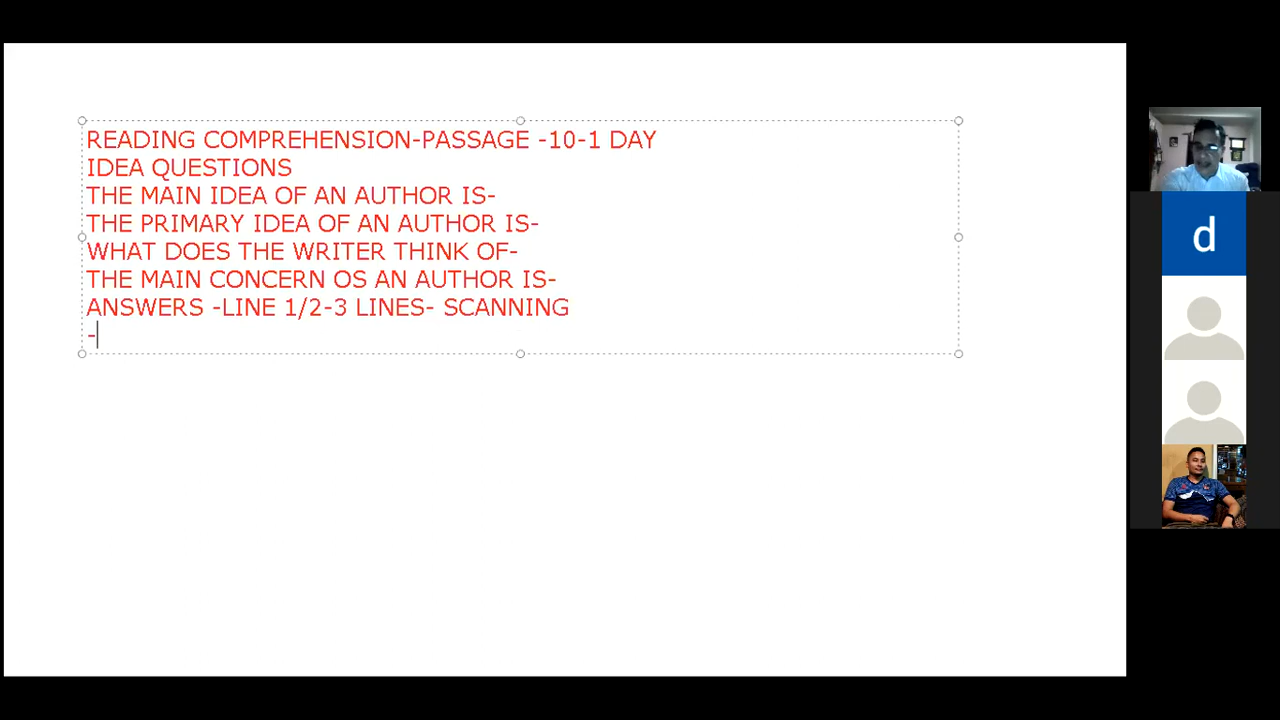 READING COMPREHENSION-PASSAGE -10-1 DAY
IDEA QUESTIONS
THE MAIN IDEA OF AN AUTHOR IS-
THE PRIMARY IDEA OF AN AUTHOR IS-
WHAT DOES THE WRITER THINK OF-
THE MAIN CONCERN OS AN AUTHOR IS-
ANSWERS -LINE 1/2-3 LINES- SCANNING
-
d